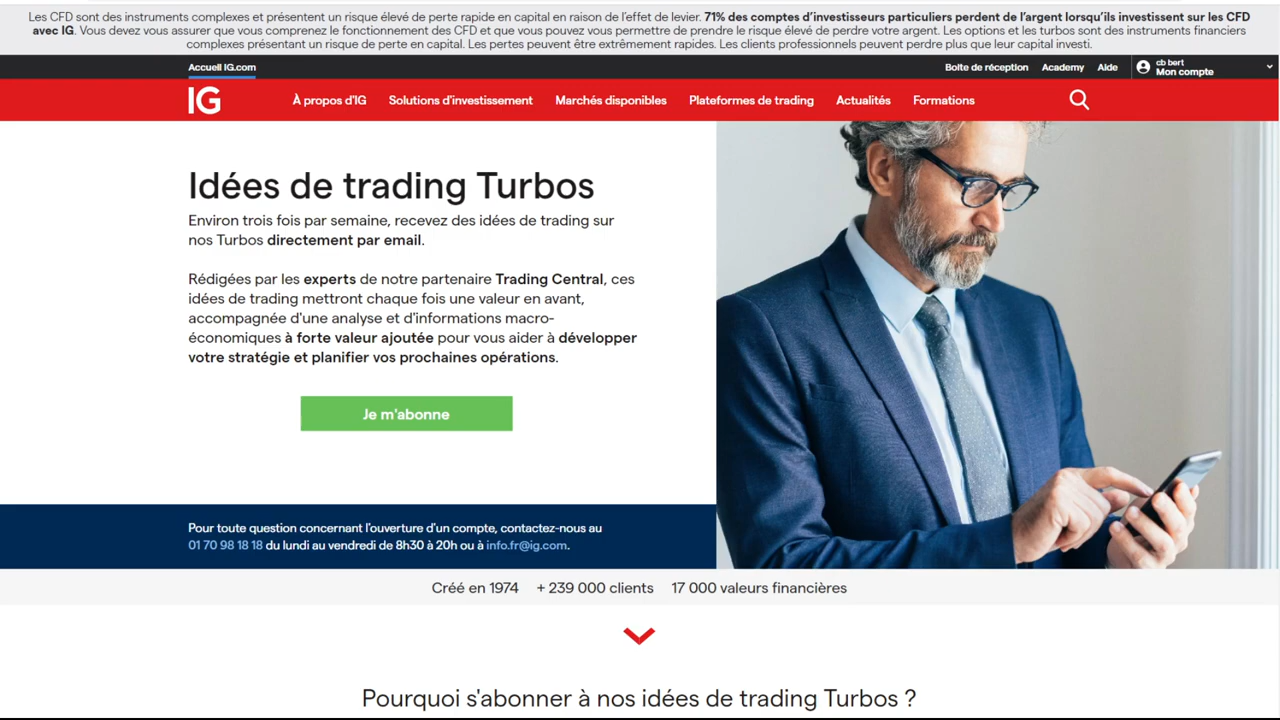 Les CFD sont des instruments complexes et présentent un risque élevé de perte rapide en capital en raison de l'effet de levier. 71% des comptes d'investisseurs particuliers perdent de l'argent lorsqu'ils investissent sur les CFD
avec IG. Vous devez vous assurer que vous comprenez le fonctionnement des CFD et que vous pouvez vous permettre de prendre le risque élevé de perdre votre argent. Les options et les turbos sont des instruments financiers
complexes présentant un risque de perte en capital. Les pertes peuvent être extrêmement rapides. Les clients professionnels peuvent perdre plus que leur capital investi.
Accueil IG.com
Boite de réception Academy Aide cb bert
Mon compte
IG À propos d'IG Solutions d'investissement Marchés disponibles Plateformes de trading Actualités Formations
Idées de trading Turbos
Environ trois fois par semaine, recevez des idées de trading sur
nos Turbos directement par email.
Rédigées par les experts de notre partenaire Trading Central, ces
idées de trading mettront chaque fois une valeur en avant,
accompagnée d'une analyse et d'informations macro-
économiques à forte valeur ajoutée pour vous aider à développer
votre stratégie et planifier vos prochaines opérations.
Je m'abonne
Pour toute question concernant l'ouverture d'un compte, contactez-nous au
01 70 98 18 18 du lundi au vendredi de 8h30 à 20h ou à info.fr@ig.com.
Créé en 1974 + 239 000 clients 17 000 valeurs financières
Pourquoi s'abonner à nos idées de trading Turbos ?